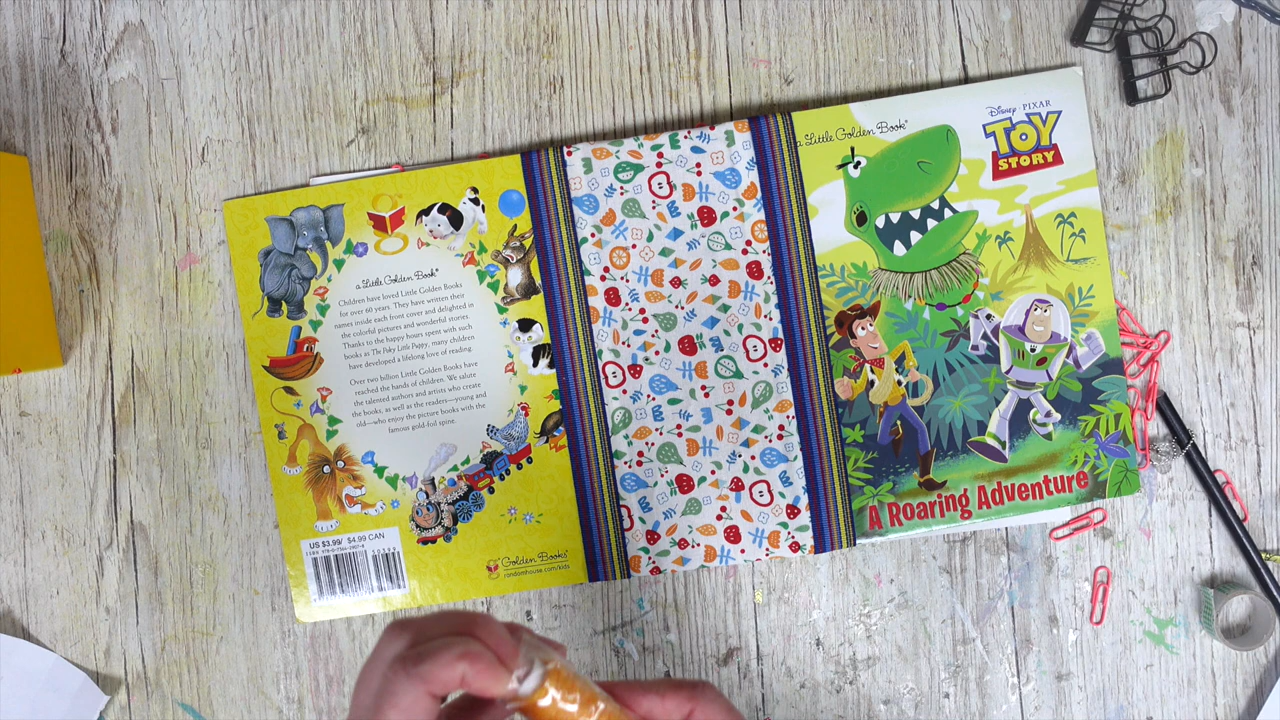 a Little Golden Book®
Children have loved Little Golden Books
for over 60 years. They have written their
names inside each front cover and delighted in
the colorful pictures and wonderful stories.
Thanks to the happy hours spent with such
books as The Poky Little Puppy, many children
have developed a lifelong love of reading.
Over two billion Little Golden Books have
reached the hands of children. We salute
the talented authors and artists who create
the books, as well as the readers—young and
old—who enjoy the picture books with the
famous gold-foil spine.
US $3.99/ $4.99 CAN
50399
Golden Books®
randomhouse.com/kids
a Little Golden Book®
DISNEY · PIXAR
TOY
STORY
A Roaring Adventure